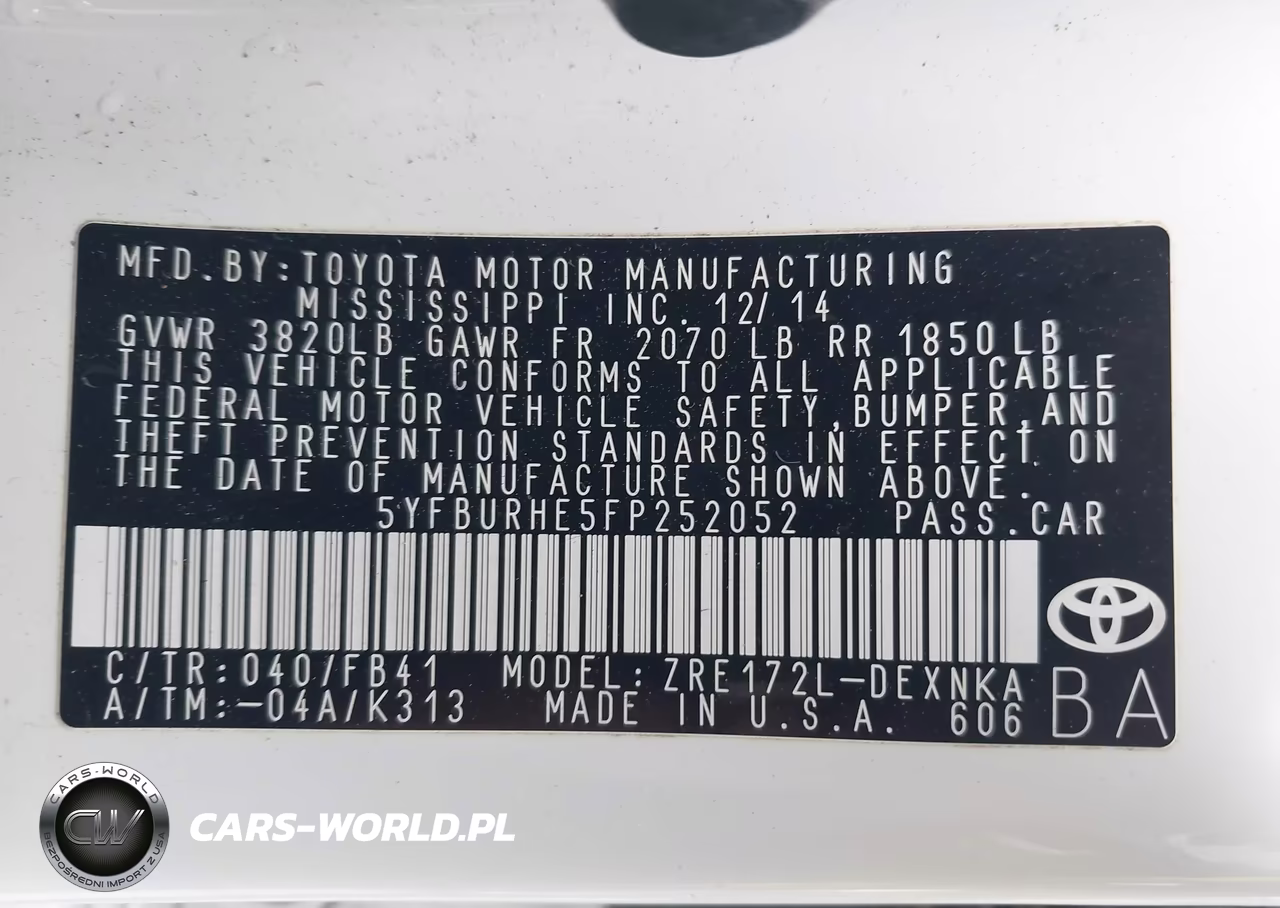 MFD.BY:TOYOTA MOTOR MANUFACTURING
MISSISSIPPI INC. 12/14
GVWR 3820LB GAWR FR 2070 LB RR 1850 LB
THIS VEHICLE CONFORMS TO ALL APPLICABLE
FEDERAL MOTOR VEHICLE SAFETY,BUMPER,AND
THEFT PREVENTION STANDARDS IN EFFECT ON
THE DATE OF MANUFACTURE SHOWN ABOVE.
5YFBURHE5FP252052 PASS.CAR
C/TR:040/FB41 MODEL:ZRE172L-DEXNKA
A/TM:-04A/K313 MADE IN U.S.A. 606
BA
CARS-WORLD
CW
BEZPOŚREDNI IMPORT Z USA
CARS-WORLD.PL